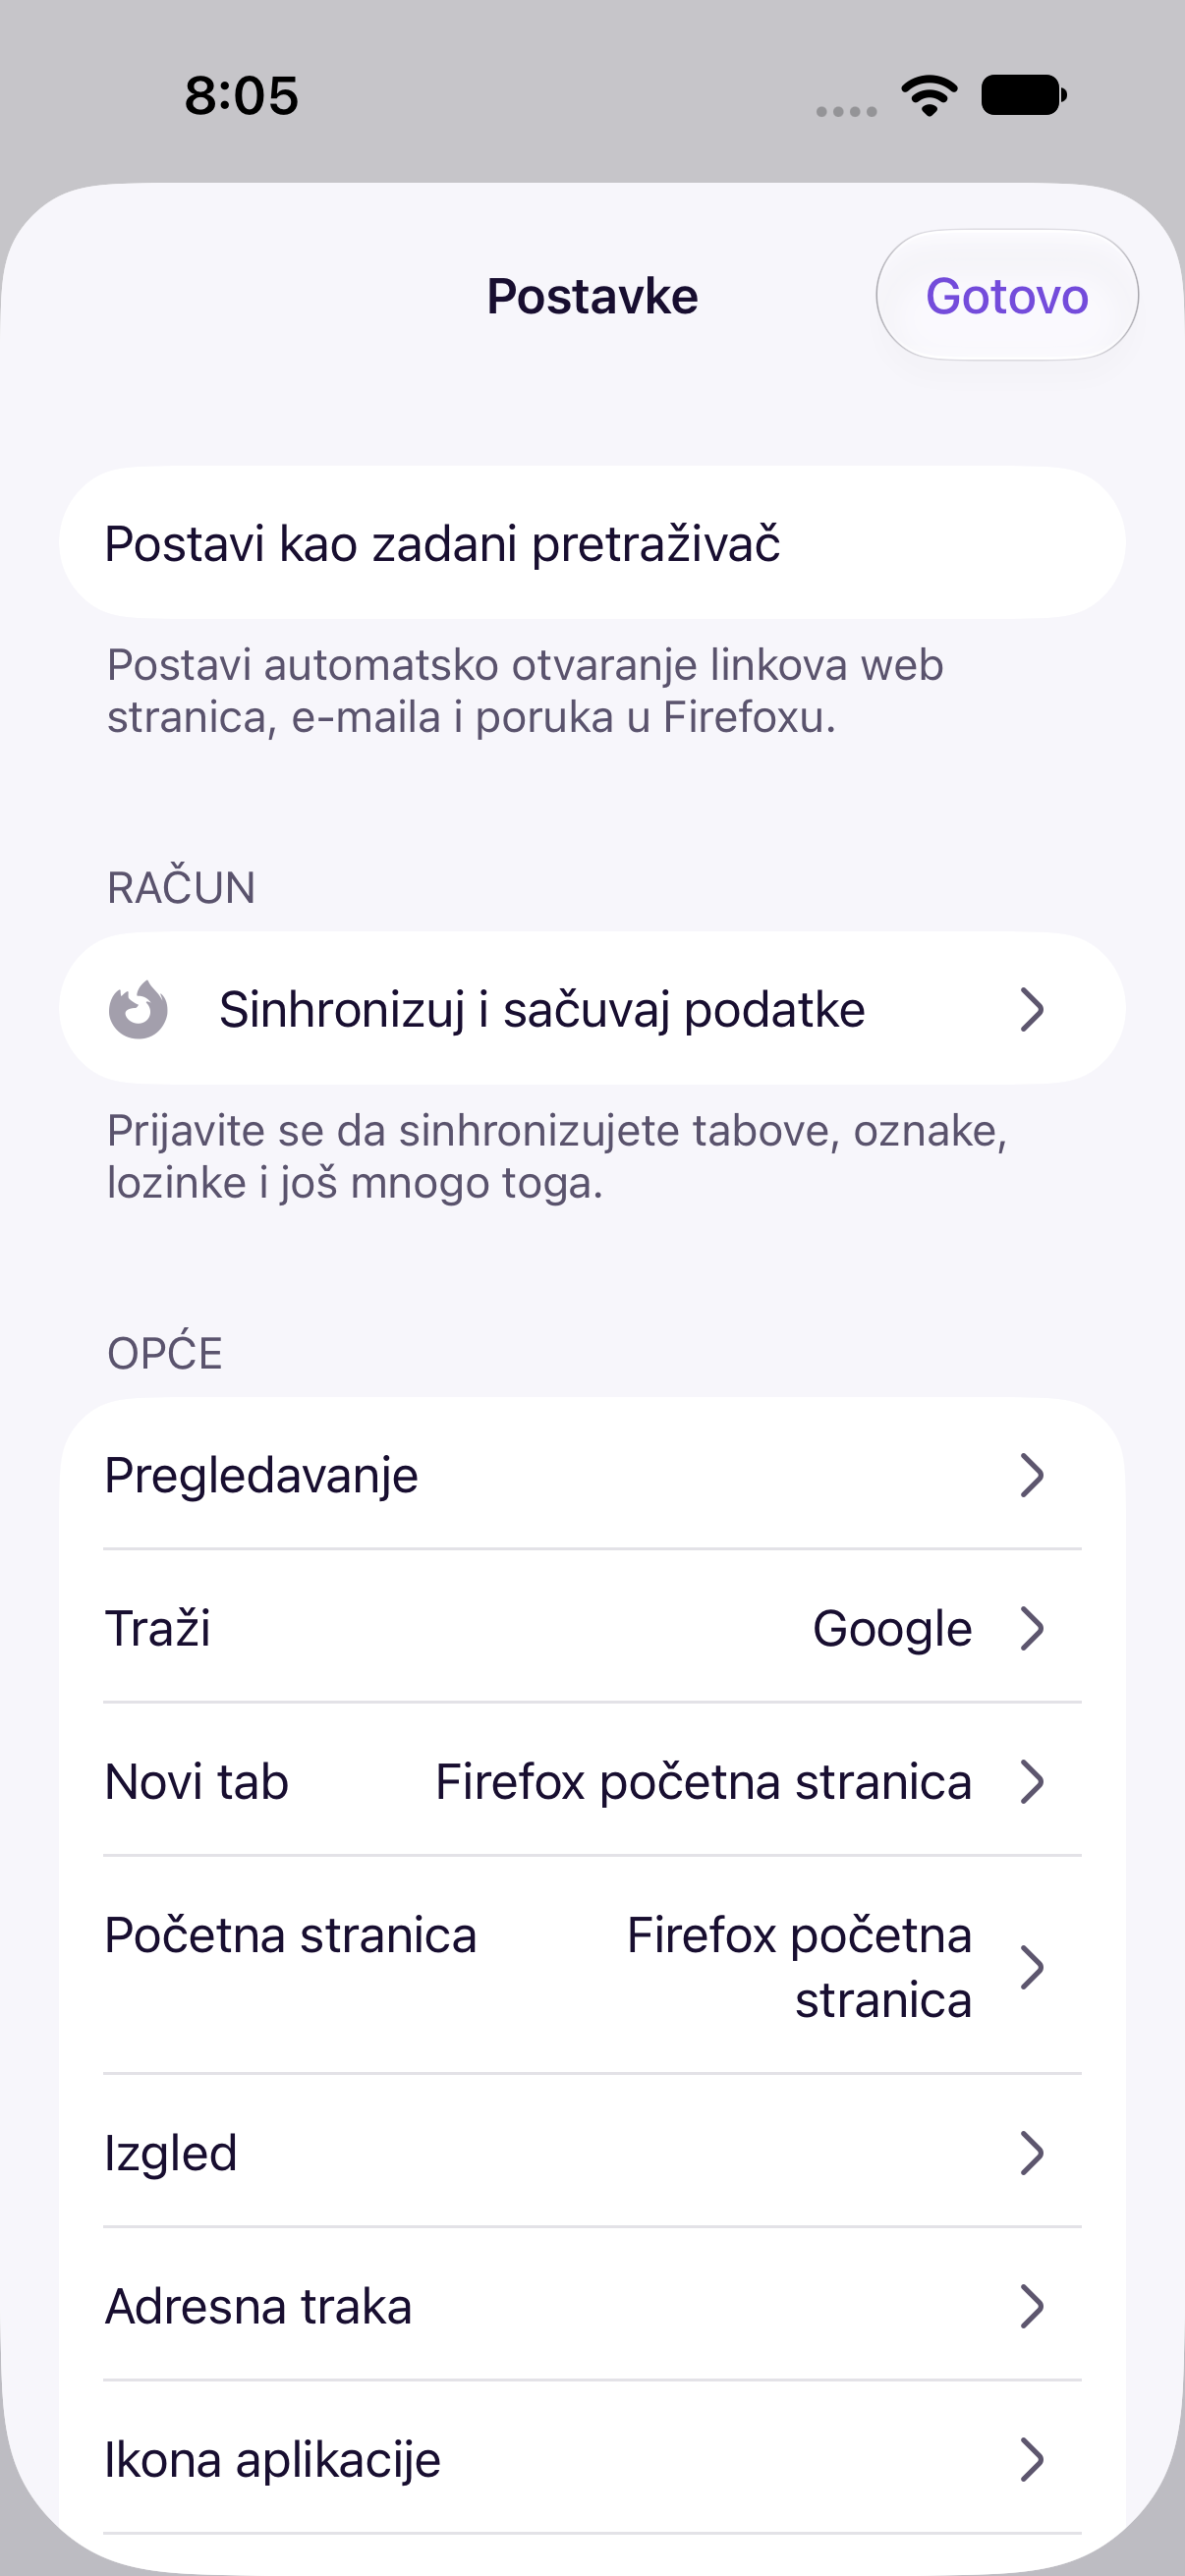 8:05
Postavke
Gotovo
Postavi kao zadani pretraživač
Postavi automatsko otvaranje linkova web
stranica, e-maila i poruka u Firefoxu.
RAČUN
Sinhronizuj i sačuvaj podatke
Prijavite se da sinhronizujete tabove, oznake,
lozinke i još mnogo toga.
OPĆE
Pregledavanje
Traži Google
Novi tab Firefox početna stranica
Početna stranica Firefox početna
stranica
Izgled
Adresna traka
Ikona aplikacije